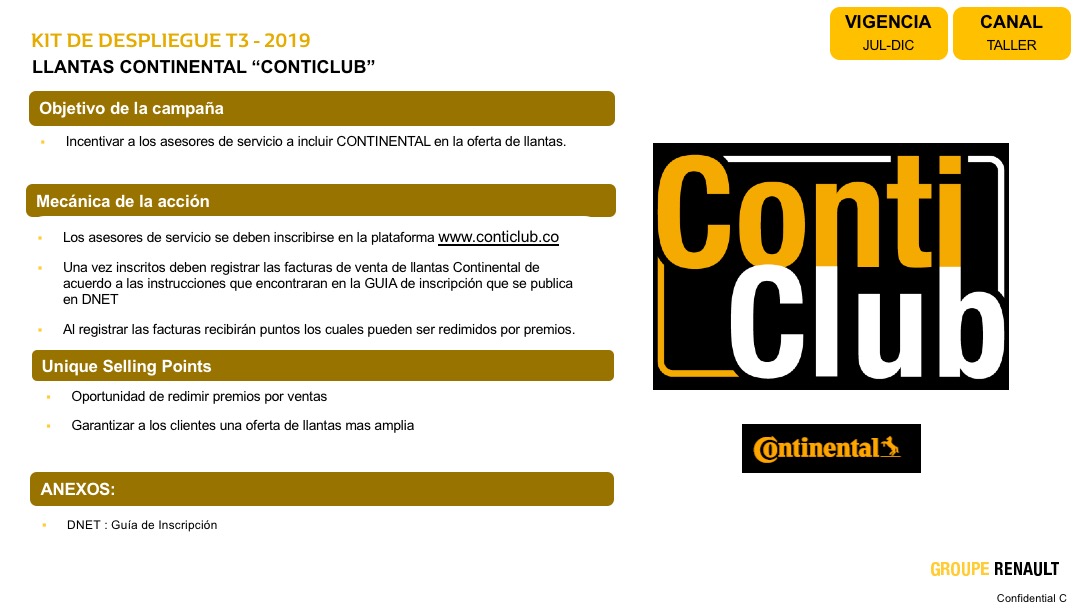 KIT DE DESPLIEGUE T3 - 2019
LLANTAS CONTINENTAL “CONTICLUB”
VIGENCIA
JUL-DIC
CANAL
TALLER
Objetivo de la campaña
• Incentivar a los asesores de servicio a incluir CONTINENTAL en la oferta de llantas.
Mecánica de la acción
• Los asesores de servicio se deben inscribirse en la plataforma www.conticlub.co
• Una vez inscritos deben registrar las facturas de venta de llantas Continental de
acuerdo a las instrucciones que encontraran en la GUIA de inscripción que se publica
en DNET
• Al registrar las facturas recibirán puntos los cuales pueden ser redimidos por premios.
Unique Selling Points
• Oportunidad de redimir premios por ventas
• Garantizar a los clientes una oferta de llantas mas amplia
ANEXOS:
• DNET : Guía de Inscripción
Conti
Club
Continental
GROUPE RENAULT
Confidential C